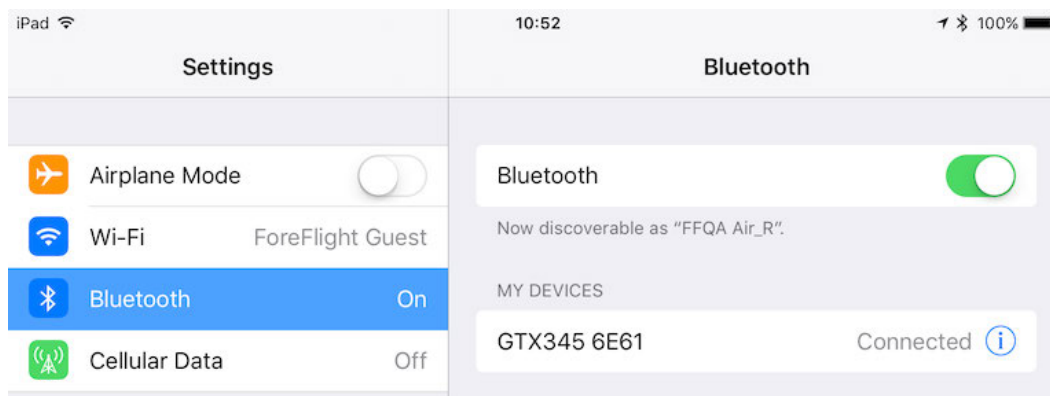 iPad 10:52 100%
Settings
Bluetooth
Airplane Mode
Wi-Fi ForeFlight Guest
Bluetooth On
Cellular Data Off
Bluetooth
Now discoverable as “FFQA Air_R”.
MY DEVICES
GTX345 6E61 Connected